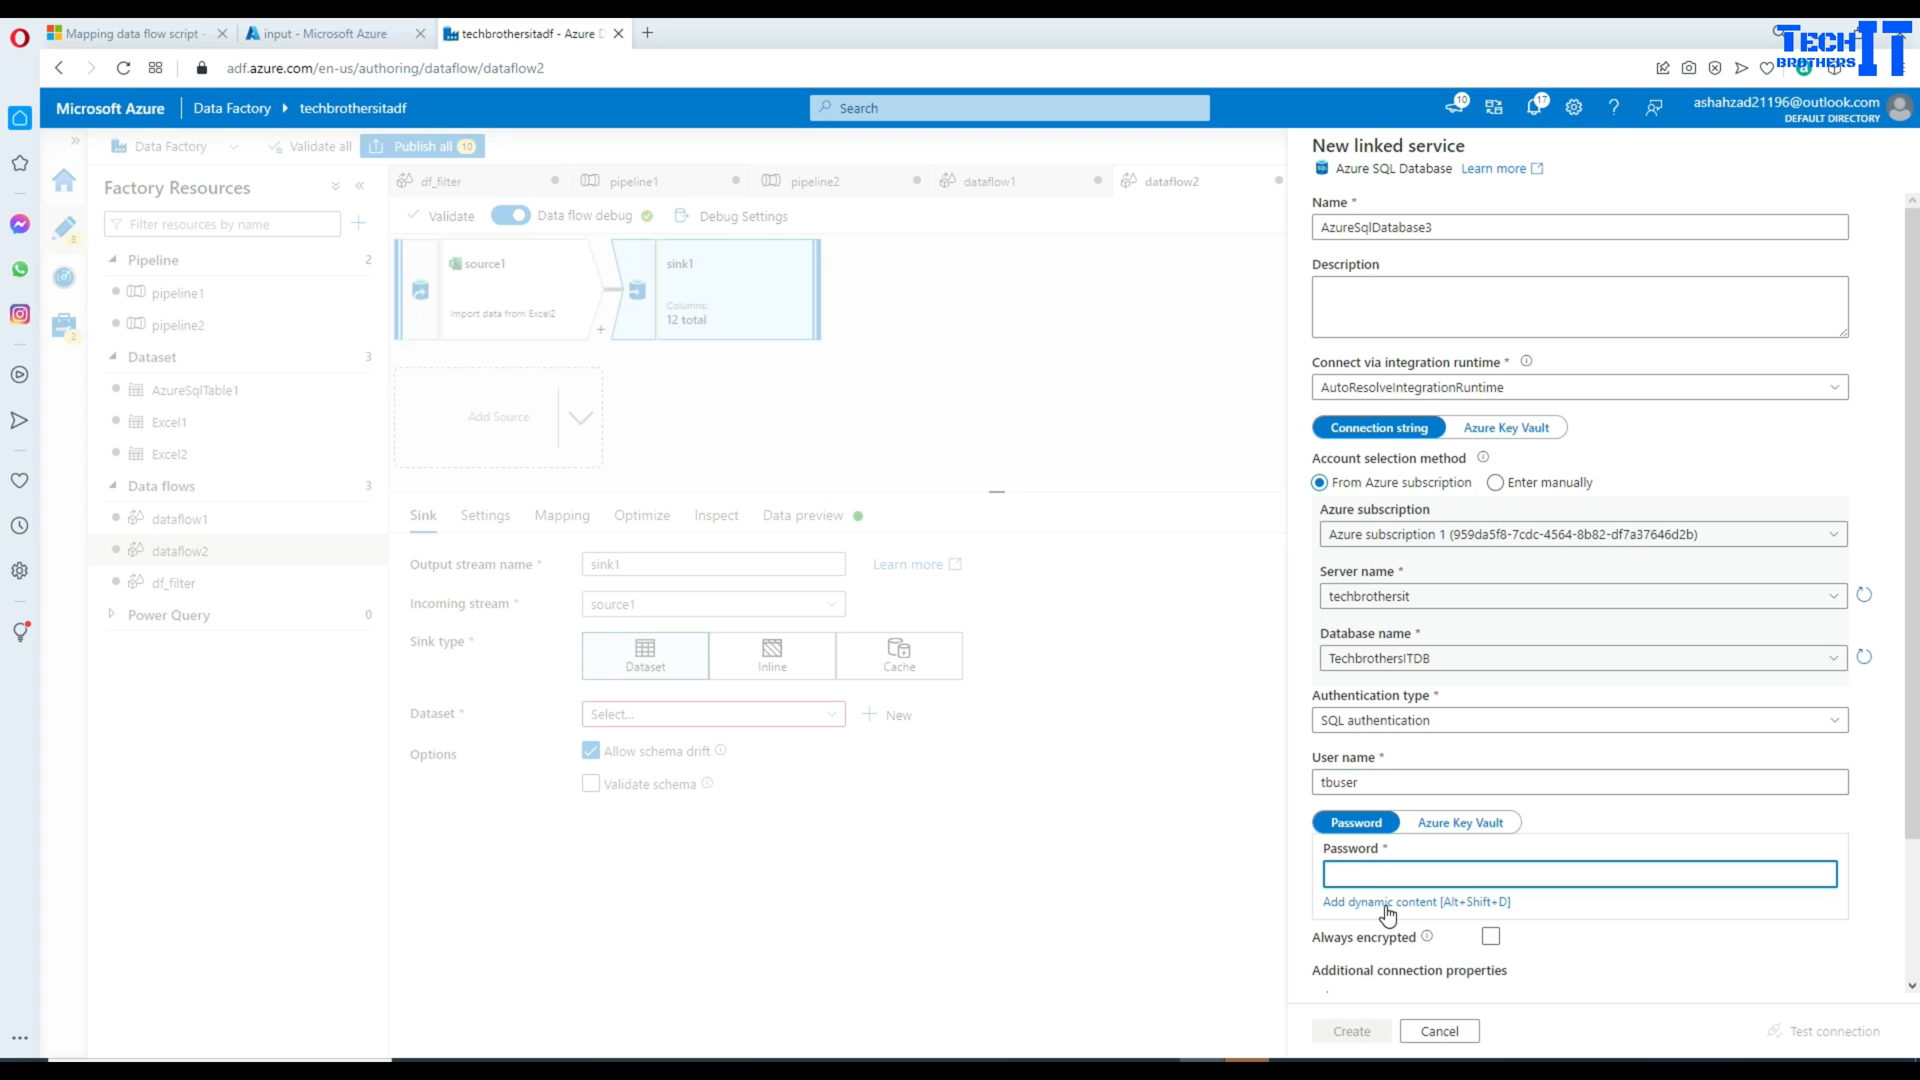 Mapping data flow script -
input - Microsoft Azure
techbrothersitadf - Azure D
TECH IT
BROTHERS
adf.azure.com/en-us/authoring/dataflow/dataflow2
Microsoft Azure
Data Factory
techbrothersitadf
Search
10
17
ashahzad21196@outlook.com
DEFAULT DIRECTORY
Data Factory
Validate all
Publish all
10
Factory Resources
Filter resources by name
Pipeline
2
pipeline1
pipeline2
Dataset
3
AzureSqlTable1
Excel1
Excel2
Data flows
3
dataflow1
dataflow2
df_filter
Power Query
0
8
2
df_filter
pipeline1
pipeline2
dataflow1
dataflow2
Validate
Data flow debug
Debug Settings
source1
Import data from Excel2
sink1
Columns:
12 total
Add Source
Sink
Settings
Mapping
Optimize
Inspect
Data preview
Output stream name *
sink1
Learn more
Incoming stream *
source1
Sink type *
Dataset
Inline
Cache
Dataset *
Select...
New
Options
Allow schema drift
Validate schema
New linked service
Azure SQL Database
Learn more
Name *
AzureSqlDatabase3
Description
Connect via integration runtime *
AutoResolveIntegrationRuntime
Connection string
Azure Key Vault
Account selection method
From Azure subscription
Enter manually
Azure subscription
Azure subscription 1 (959da5f8-7cdc-4564-8b82-df7a37646d2b)
Server name *
techbrothersit
Database name *
TechbrothersITDB
Authentication type *
SQL authentication
User name *
tbuser
Password
Azure Key Vault
Password *
Add dynamic content [Alt+Shift+D]
Always encrypted
Additional connection properties
Create
Cancel
Test connection